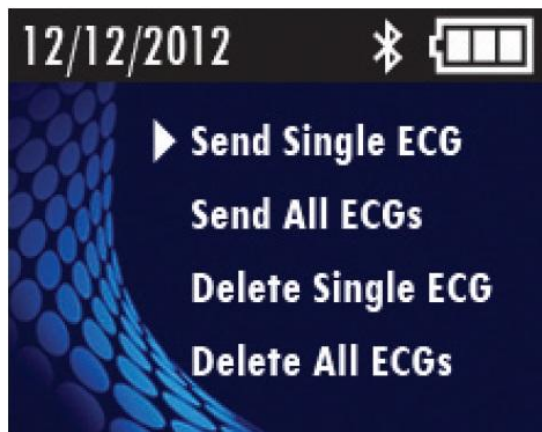 12/12/2012
Send Single ECG
Send All ECGs
Delete Single ECG
Delete All ECGs